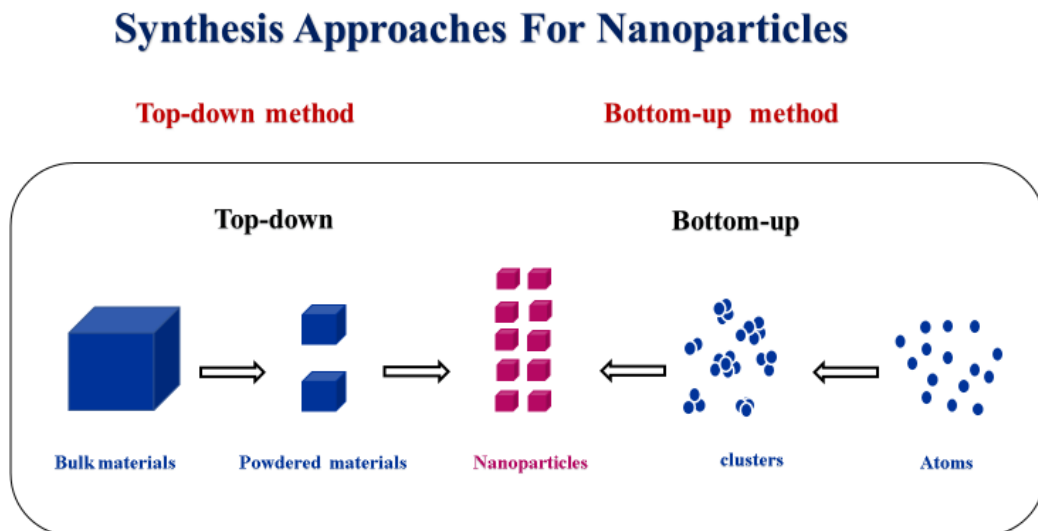 Synthesis Approaches For Nanoparticles
Top-down method
Bottom-up method
Top-down
Bottom-up
Bulk materials
Powdered materials
Nanoparticles
clusters
Atoms